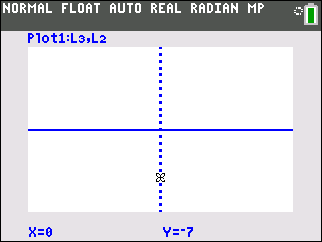 NORMAL FLOAT AUTO REAL RADIAN MP
Plot1:L₃,L₂
X=0 Y=⁻7